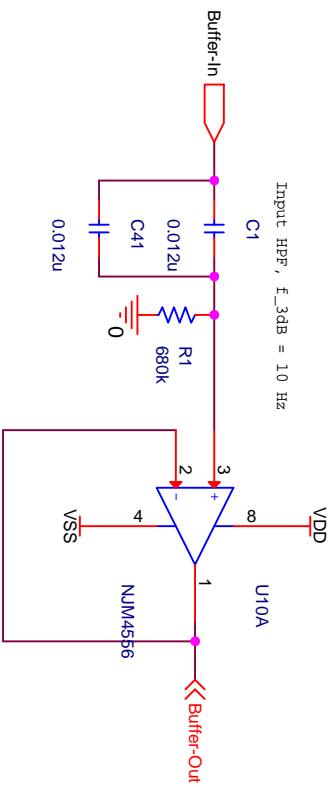 Input HPF, f_3dB = 10 Hz
Buffer-In
C1
0.012u
C41
0.012u
R1
680k
0
3
2
+
-
8
4
1
VDD
VSS
U10A
NJM4556
Buffer-Out